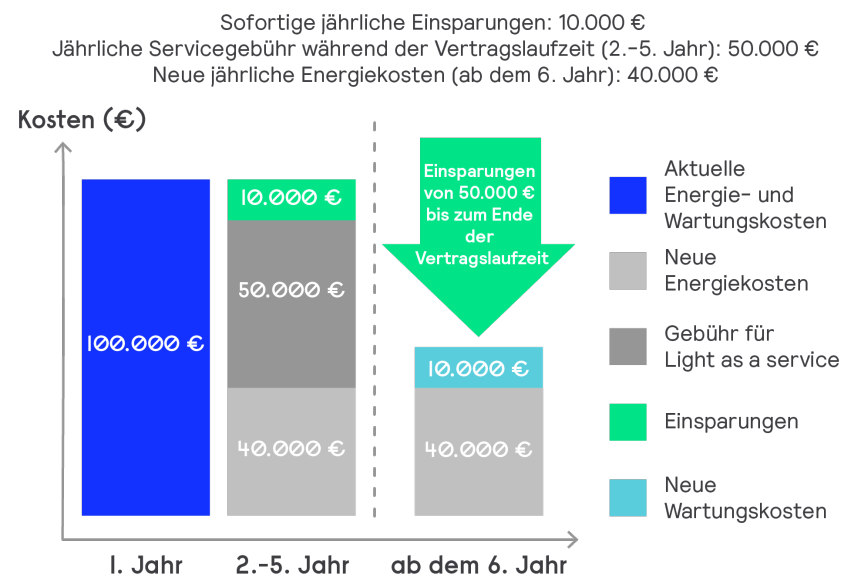 Sofortige jährliche Einsparungen: 10.000 €
Jährliche Servicegebühr während der Vertragslaufzeit (2.-5. Jahr): 50.000 €
Neue jährliche Energiekosten (ab dem 6. Jahr): 40.000 €
Kosten (€)
100.000 €
10.000 €
50.000 €
40.000 €
Einsparungen
von 50.000 €
bis zum Ende
der
Vertragslaufzeit
10.000 €
40.000 €
1. Jahr
2.-5. Jahr
ab dem 6. Jahr
Aktuelle
Energie- und
Wartungskosten
Neue
Energiekosten
Gebühr für
Light as a service
Einsparungen
Neue
Wartungskosten